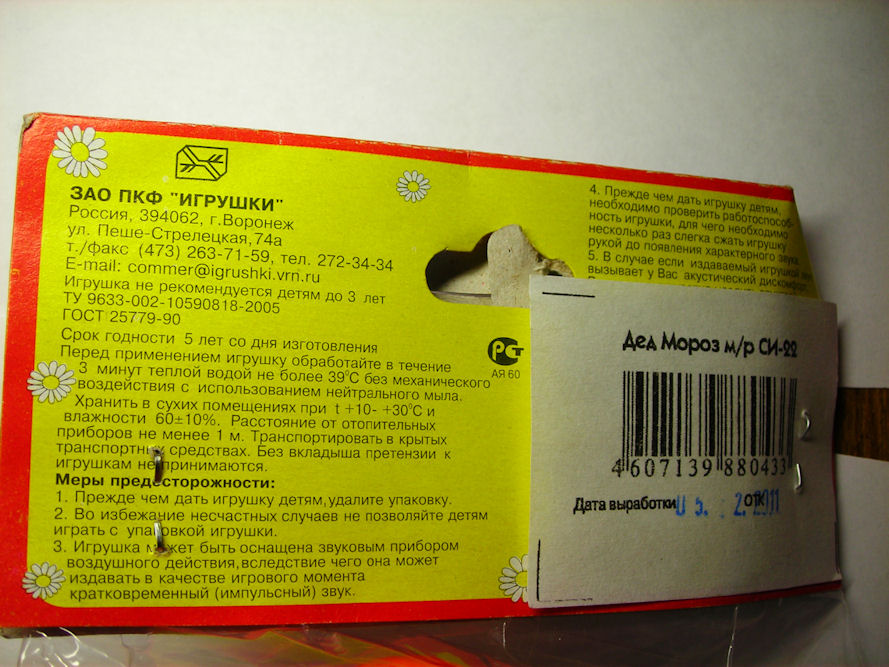 ЗАО ПКФ "ИГРУШКИ"
Россия, 394062, г.Воронеж
ул. Пеше-Стрелецкая,74а
т./факс (473) 263-71-59, тел. 272-34-34
E-mail: commer@igrushki.vrn.ru
Игрушка не рекомендуется детям до 3 лет
ТУ 9633-002-10590818-2005
ГОСТ 25779-90
Срок годности 5 лет со дня изготовления
Перед применением игрушку обработайте в течение
3 минут теплой водой не более 39°С без механического
воздействия с использованием нейтрального мыла.
Хранить в сухих помещениях при t +10- +30°С и
влажности 60±10%. Расстояние от отопительных
приборов не менее 1 м. Транспортировать в крытых
транспортных средствах. Без вкладыша претензии к
игрушкам не принимаются.
Меры предосторожности:
1. Прежде чем дать игрушку детям,удалите упаковку.
2. Во избежание несчастных случаев не позволяйте детям
играть с упаковкой игрушки.
3. Игрушка может быть оснащена звуковым прибором
воздушного действия,вследствие чего она может
издавать в качестве игрового момента
кратковременный (импульсный) звук.
4. Прежде чем дать игрушку детям,
необходимо проверить работоспособ-
ность игрушки, для чего необходимо
несколько раз слегка сжать игрушку
рукой до появления характерного звука
5. В случае если издаваемый игрушкой
вызывает у Вас акустический дискомфорт
РСТ
АЯ 60
Дед Мороз м/р СИ-22
4 607139 880433
Дата выработки ОТК